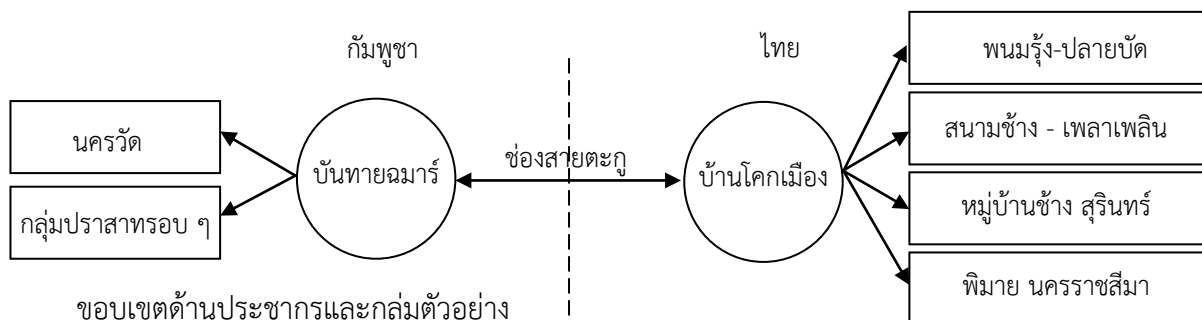 กัมพูชา
ไทย
พนมรุ้ง-ปลายบัด
สนามช้าง - เพลาเพลิน
นครวัด
ช่องสายตะกู
บันทายฉมาร์
บ้านโคกเมือง
หมู่บ้านช้าง สุรินทร์
กลุ่มปราสาทรอบ ๆ
พิมาย นครราชสีมา
ขอบเขตด้านประชากรและกลุ่มตัวอย่าง